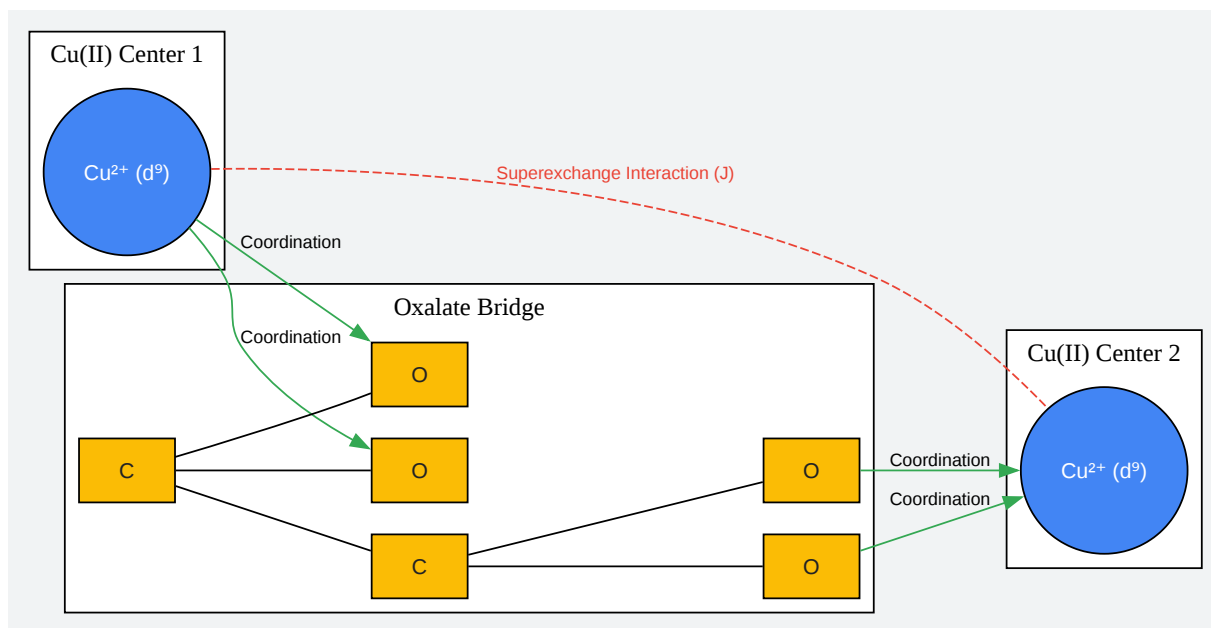 Cu(II) Center 1
Cu²⁺ (d⁹)
Superexchange Interaction (J)
Coordination
Oxalate Bridge
Coordination
O
Cu(II) Center 2
C
O
O
Coordination
Cu²⁺ (d⁹)
Coordination
C
O